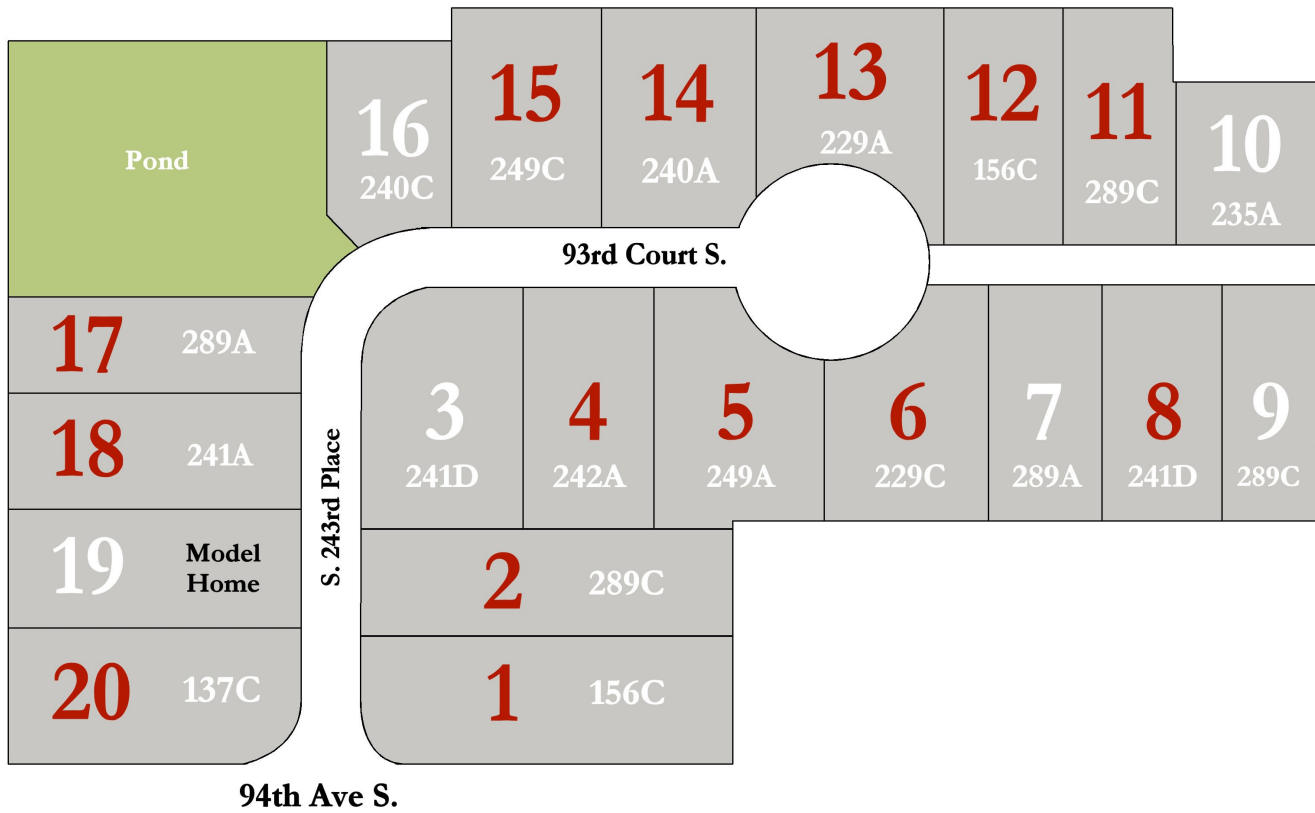 Pond
16
240C
15
249C
14
240A
13
229A
12
156C
11
289C
10
235A
93rd Court S.
17
289A
18
241A
19
Model
Home
20
137C
S. 243rd Place
3
241D
4
242A
5
249A
6
229C
7
289A
8
241D
9
289C
2
289C
1
156C
94th Ave S.